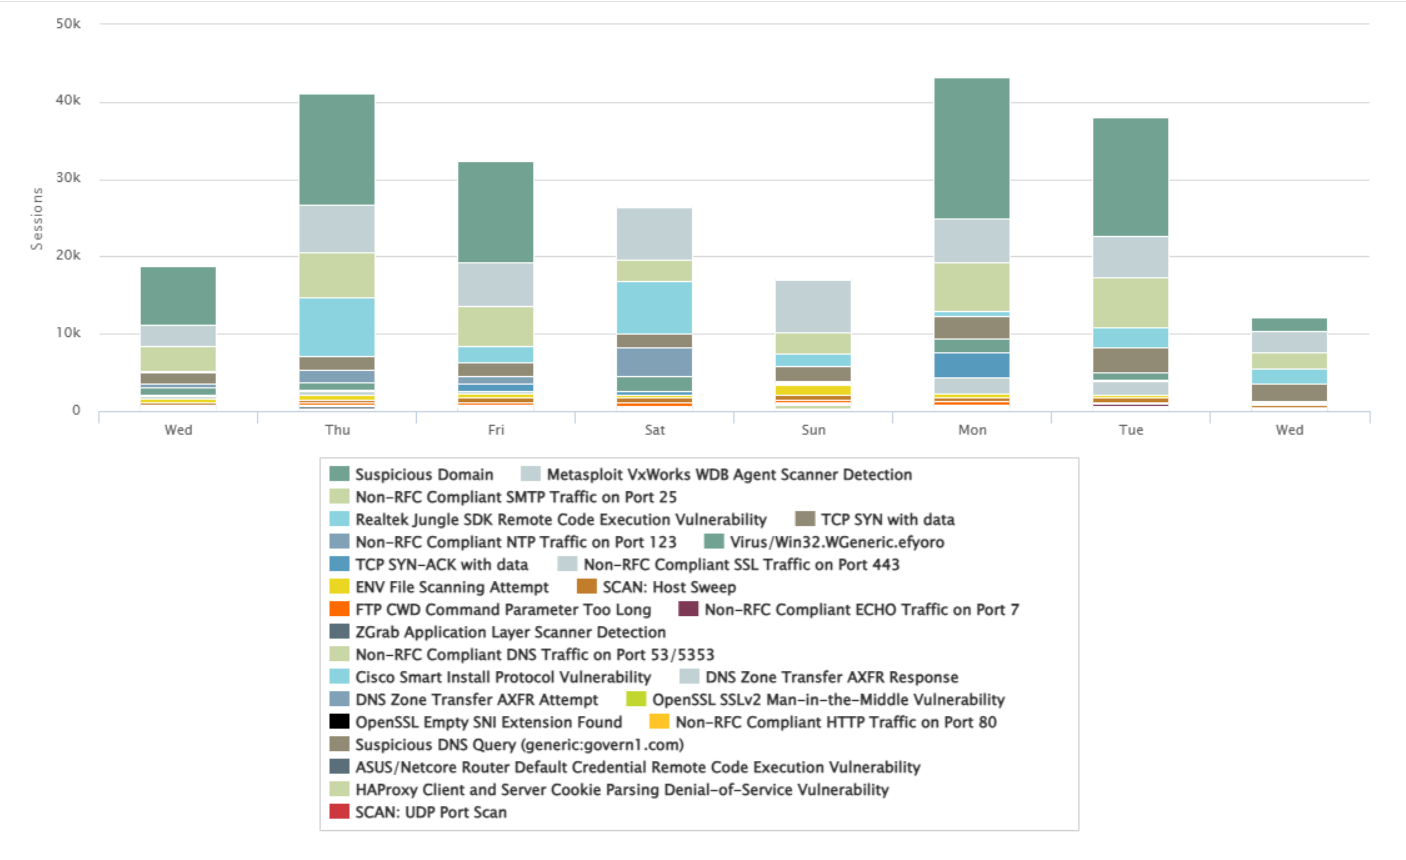 50k
40k
30k
20k
10k
0
Sessions
Wed Thu Fri Sat Sun Mon Tue Wed
Suspicious Domain Metasploit VxWorks WDB Agent Scanner Detection
Non-RFC Compliant SMTP Traffic on Port 25
Realtek Jungle SDK Remote Code Execution Vulnerability TCP SYN with data
Non-RFC Compliant NTP Traffic on Port 123 Virus/Win32.WGeneric.efyoro
TCP SYN-ACK with data Non-RFC Compliant SSL Traffic on Port 443
ENV File Scanning Attempt SCAN: Host Sweep
FTP CWD Command Parameter Too Long Non-RFC Compliant ECHO Traffic on Port 7
ZGrab Application Layer Scanner Detection
Non-RFC Compliant DNS Traffic on Port 53/5353
Cisco Smart Install Protocol Vulnerability DNS Zone Transfer AXFR Response
DNS Zone Transfer AXFR Attempt OpenSSL SSLv2 Man-in-the-Middle Vulnerability
OpenSSL Empty SNI Extension Found Non-RFC Compliant HTTP Traffic on Port 80
Suspicious DNS Query (generic:govern1.com)
ASUS/Netcore Router Default Credential Remote Code Execution Vulnerability
HAProxy Client and Server Cookie Parsing Denial-of-Service Vulnerability
SCAN: UDP Port Scan